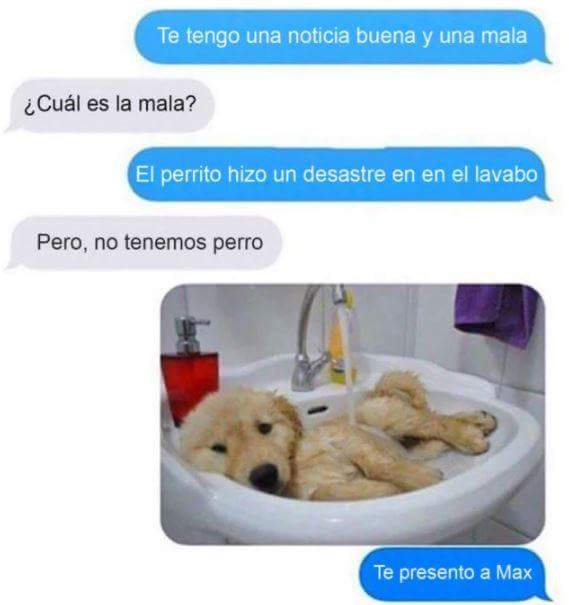 Te tengo una noticia buena y una mala
¿Cuál es la mala?
El perrito hizo un desastre en en el lavabo
Pero, no tenemos perro
Te presento a Max